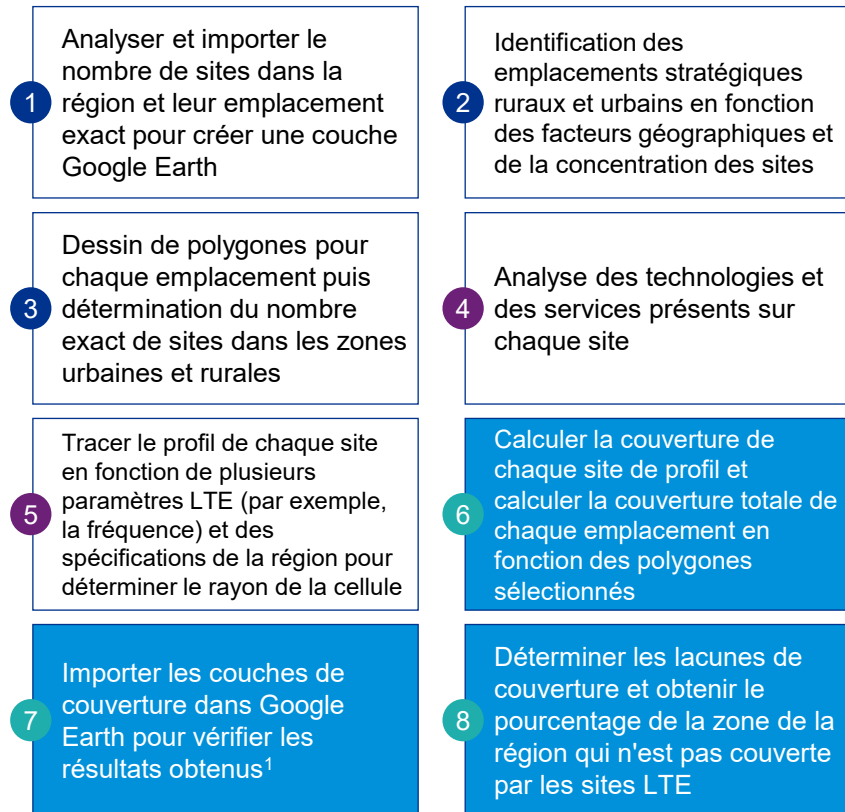 1
Analyser et importer le
nombre de sites dans la
région et leur emplacement
exact pour créer une couche
Google Earth
2
Identification des
emplacements stratégiques
ruraux et urbains en fonction
des facteurs géographiques et
de la concentration des sites
3
Dessin de polygones pour
chaque emplacement puis
détermination du nombre
exact de sites dans les zones
urbaines et rurales
4
Analyse des technologies et
des services présents sur
chaque site
5
Tracer le profil de chaque site
en fonction de plusieurs
paramètres LTE (par exemple,
la fréquence) et des
spécifications de la région pour
déterminer le rayon de la cellule
6
Calculer la couverture de
chaque site de profil et
calculer la couverture totale de
chaque emplacement en
fonction des polygones
sélectionnés
7
Importer les couches de
couverture dans Google
Earth pour vérifier les
résultats obtenus¹
8
Déterminer les lacunes de
couverture et obtenir le
pourcentage de la zone de la
région qui n'est pas couverte
par les sites LTE